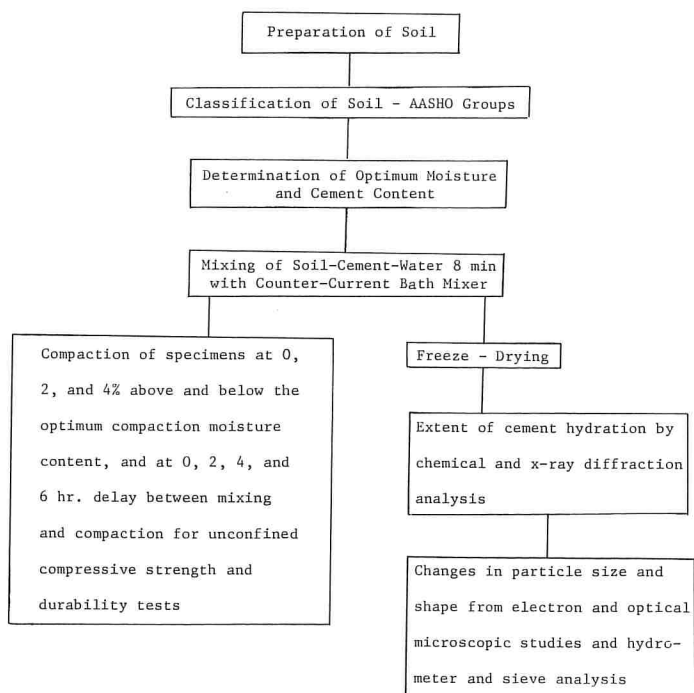 Preparation of Soil
Classification of Soil - AASHO Groups
Determination of Optimum Moisture
and Cement Content
Mixing of Soil-Cement-Water 8 min
with Counter-Current Bath Mixer
Compaction of specimens at 0,
2, and 4% above and below the
optimum compaction moisture
content, and at 0, 2, 4, and
6 hr. delay between mixing
and compaction for unconfined
compressive strength and
durability tests
Freeze - Drying
Extent of cement hydration by
chemical and x-ray diffraction
analysis
Changes in particle size and
shape from electron and optical
microscopic studies and hydro-
meter and sieve analysis